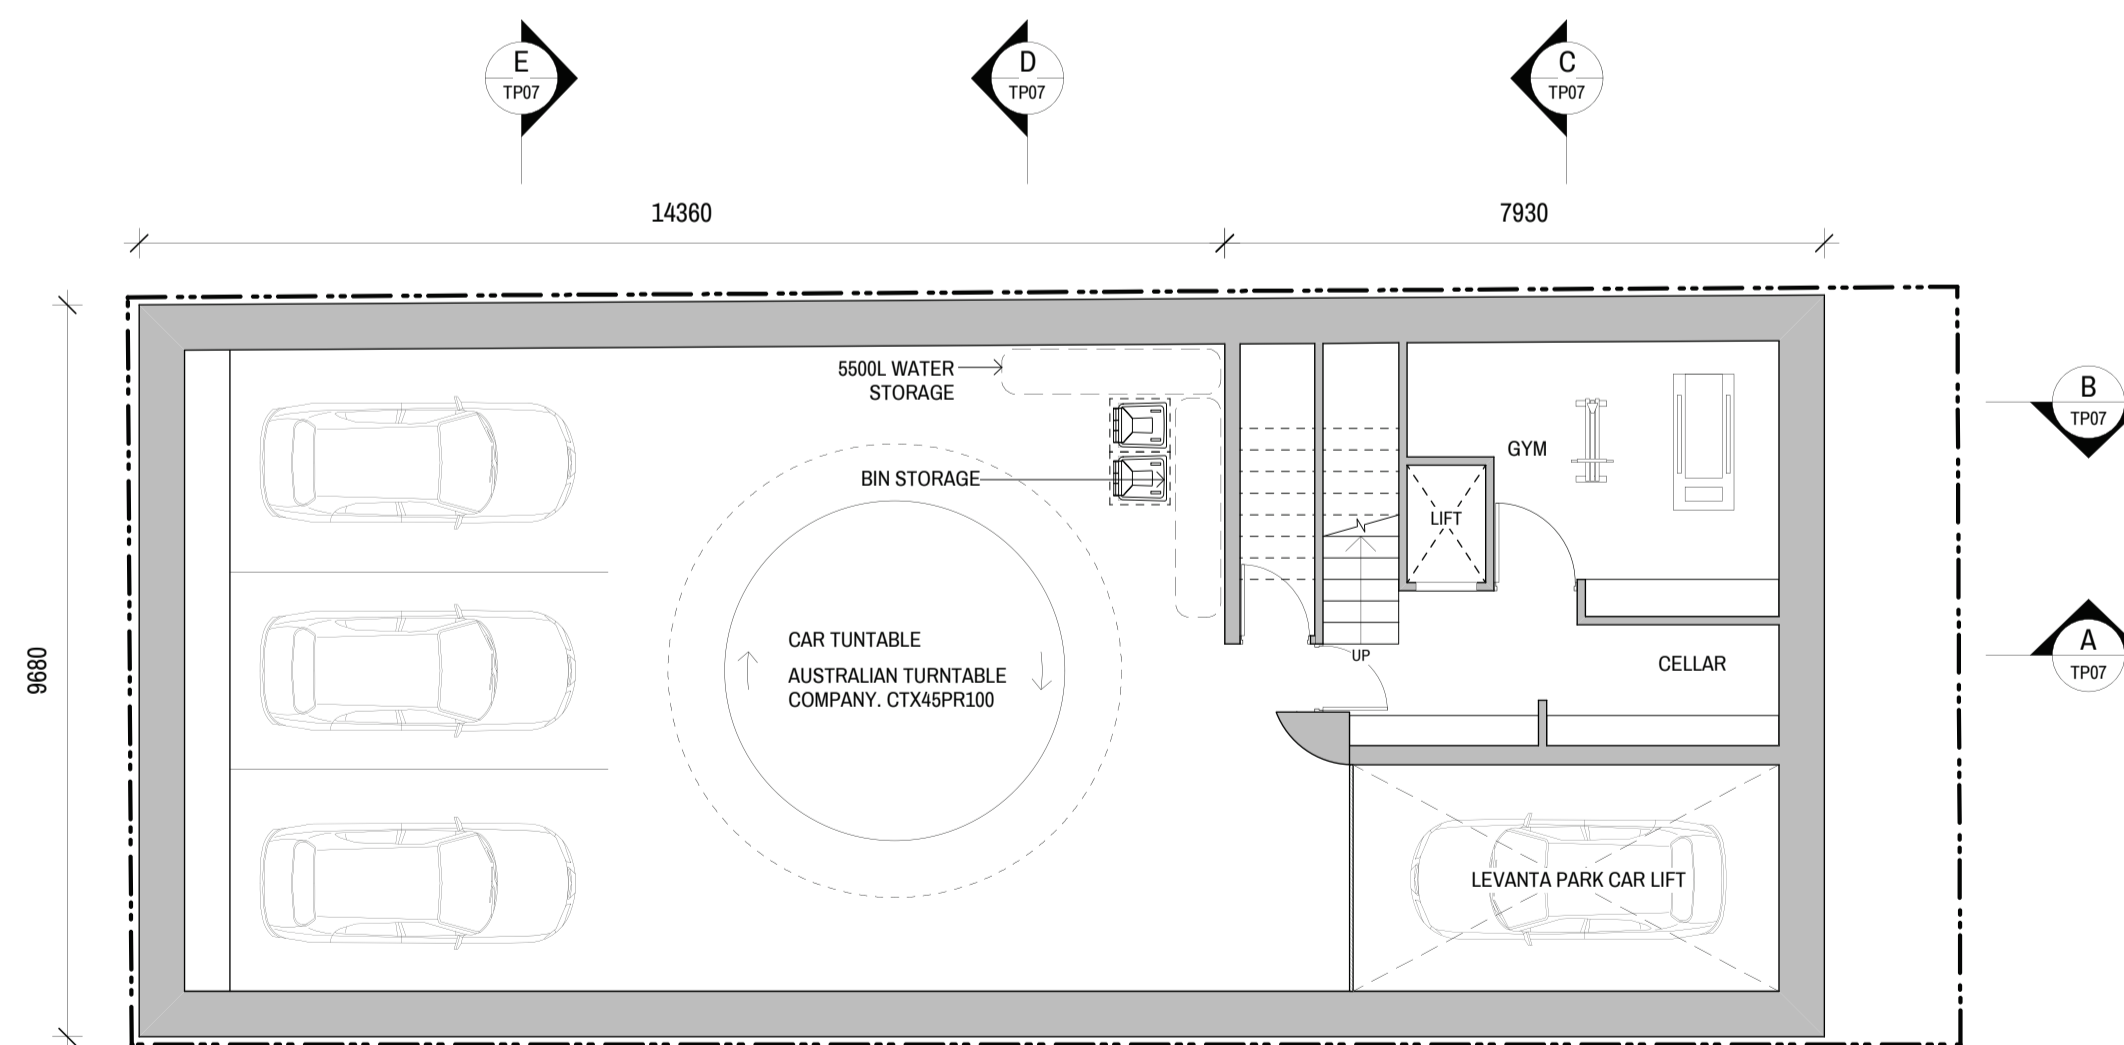 E
TP07
D
TP07
C
TP07
14360
7930
9680
5500L WATER
STORAGE
BIN STORAGE
GYM
LIFT
B
TP07
CAR TUNTABLE
AUSTRALIAN TURNTABLE
COMPANY. CTX45PR100
UP
CELLAR
A
TP07
LEVANTA PARK CAR LIFT